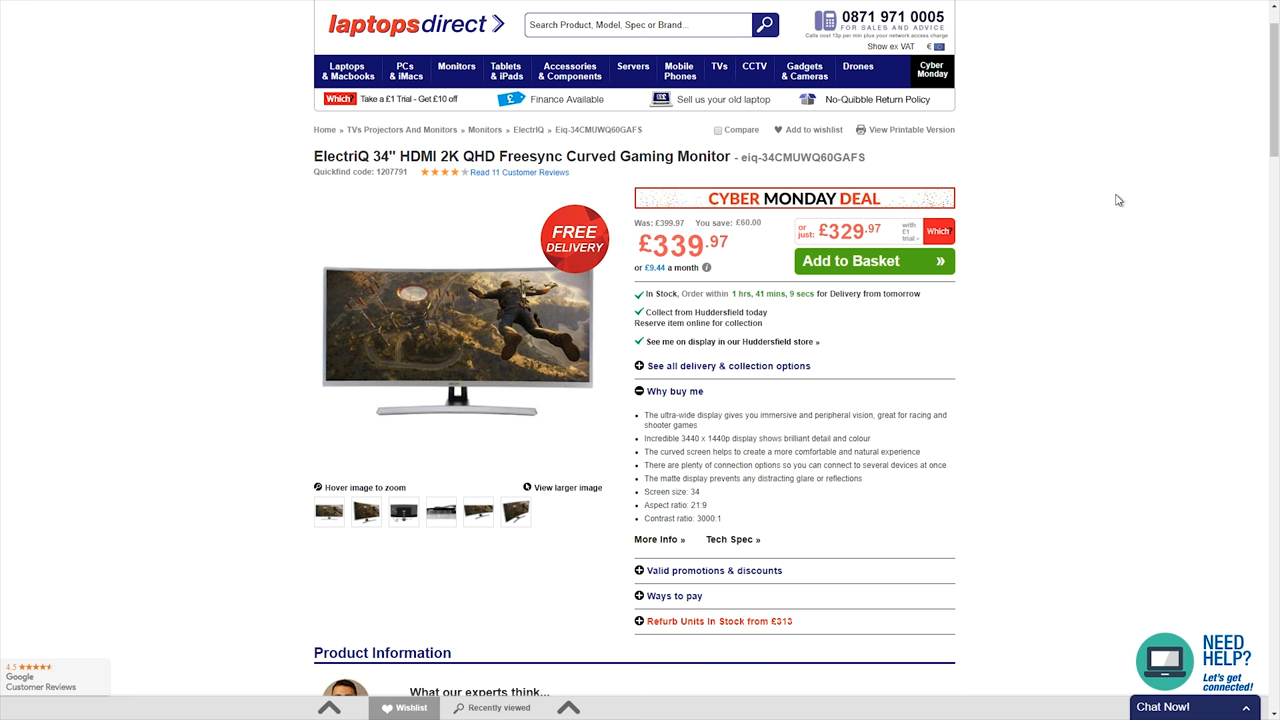 laptopsdirect
Search Product, Model, Spec or Brand...
0871 971 0005
FOR SALES AND ADVICE
Calls cost 13p per min plus your network access charge
Show ex VAT €
Laptops & Macbooks
PCs & iMacs
Monitors
Tablets & iPads
Accessories & Components
Servers
Mobile Phones
TVs
CCTV
Gadgets & Cameras
Drones
Cyber Monday
Which? Take a £1 Trial - Get £10 off
£ Finance Available
Sell us your old laptop
No-Quibble Return Policy
Home » TVs Projectors And Monitors » Monitors » ElectrIQ » Eiq-34CMUWQ60GAFS
Compare
Add to wishlist
View Printable Version
ElectriQ 34" HDMI 2K QHD Freesync Curved Gaming Monitor - eiq-34CMUWQ60GAFS
Quickfind code: 1207791
Read 11 Customer Reviews
FREE DELIVERY
Hover image to zoom
View larger image
CYBER MONDAY DEAL
Was: £399.97 You save: £60.00
£339.97
or £9.44 a month
or just: £329.97 with £1 trial » Which?
Add to Basket »
In Stock, Order within 1 hrs, 41 mins, 9 secs for Delivery from tomorrow
Collect from Huddersfield today
Reserve item online for collection
See me on display in our Huddersfield store »
See all delivery & collection options
Why buy me
The ultra-wide display gives you immersive and peripheral vision, great for racing and
shooter games
Incredible 3440 x 1440p display shows brilliant detail and colour
The curved screen helps to create a more comfortable and natural experience
There are plenty of connection options so you can connect to several devices at once
The matte display prevents any distracting glare or reflections
Screen size: 34
Aspect ratio: 21:9
Contrast ratio: 3000:1
More Info » Tech Spec »
Valid promotions & discounts
Ways to pay
Refurb Units In Stock from £313
Product Information
What our experts think...
4.5
Google
Customer Reviews
Wishlist
Recently viewed
NEED
HELP?
Let's get
connected!
Chat Now!